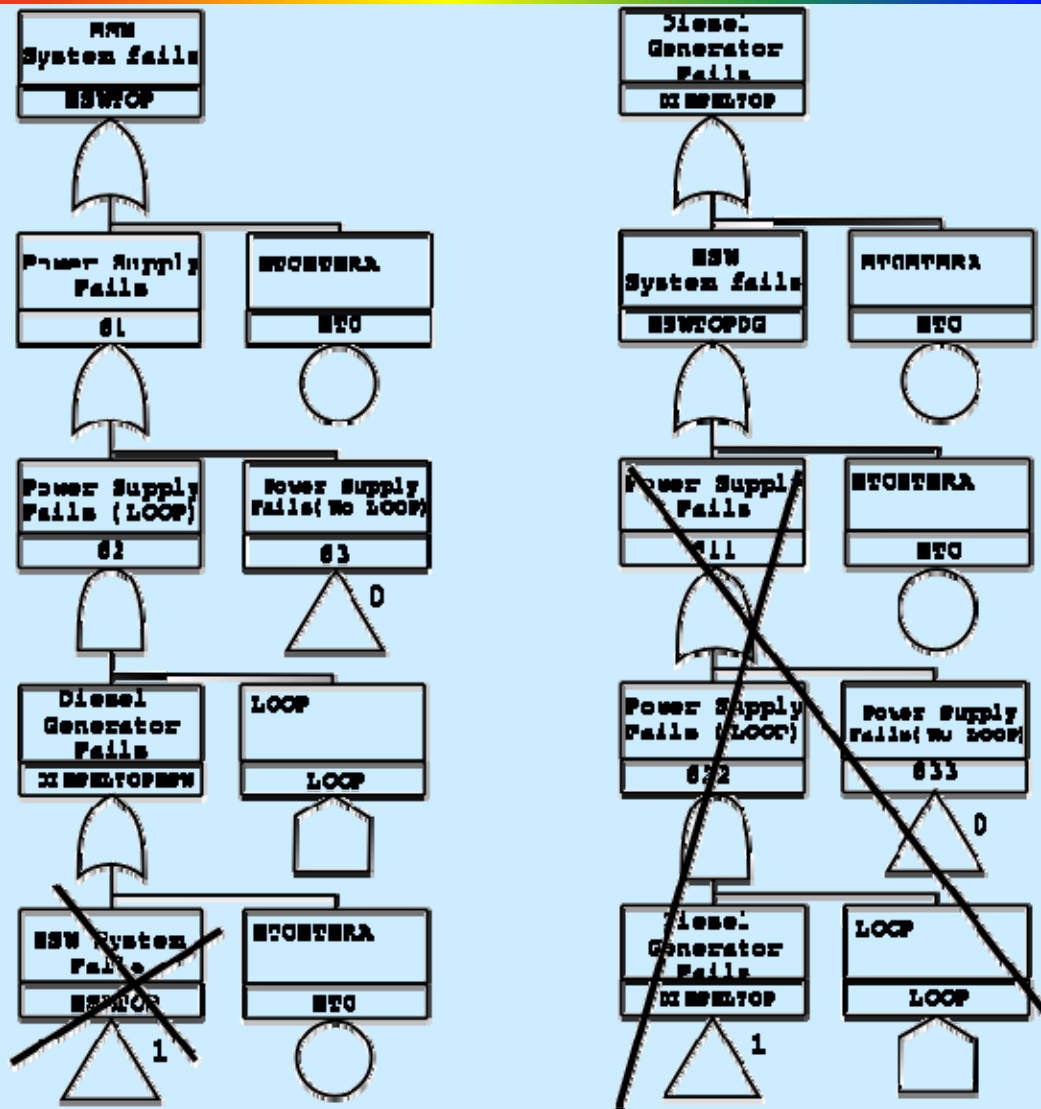 System fails
ESWTOP
Power Supply
Fails
G1
ETCETERA
ETC
Power Supply
Fails (LOOP)
G2
Power Supply
Fails(No LOOP)
G3
0
Diesel
Generator
Fails
LOOP
LOOP
ESW System
Fails
ESWTOP
1
ETCETERA
ETC
Diesel
Generator
Fails
DIESELTOP
ESW
System fails
ESWTOPDG
ETCETERA
ETC
Power Supply
Fails
G11
ETCETERA
ETC
Power Supply
Fails (LOOP)
G22
Power Supply
Fails(No LOOP)
G33
0
Diesel
Generator
Fails
DIESELTOP
1
LOOP
LOOP